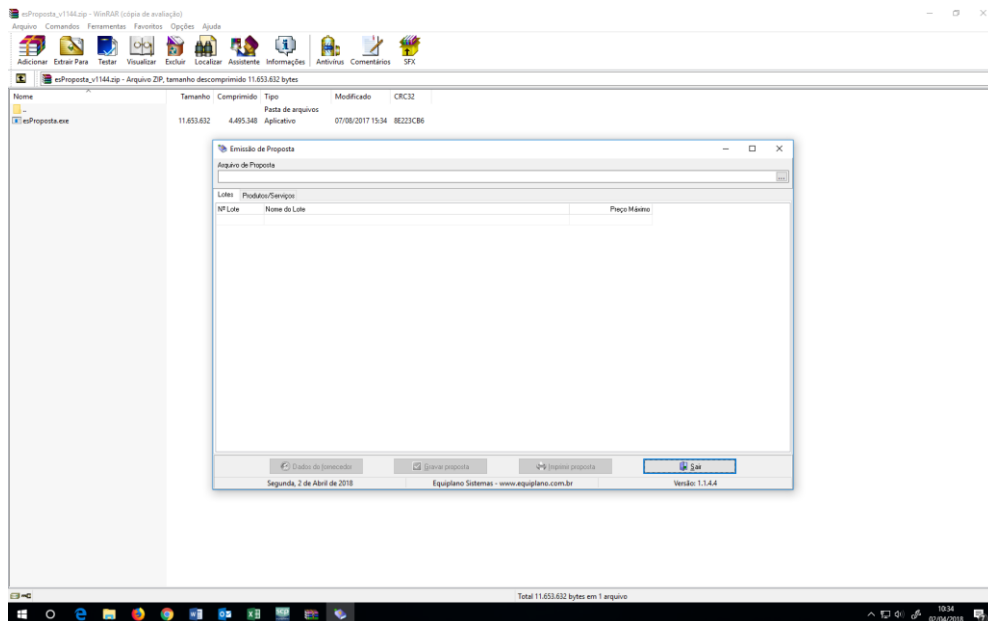 esProposta_v1144.zip - WinRAR (cópia de avaliação)
Arquivo Comandos Ferramentas Favoritos Opções Ajuda
Adicionar Extrair Para Testar Visualizar Excluir Localizar Assistente Informações Antivírus Comentários SFX
esProposta_v1144.zip - Arquivo ZIP, tamanho descomprimido 11.653.632 bytes
Nome Tamanho Comprimido Tipo Modificado CRC32
.. Pasta de arquivos
esProposta.exe 11.653.632 4.495.348 Aplicativo 07/08/2017 15:34 8E223CB6
Emissão de Proposta
Arquivo de Proposta
...
Lotes Produtos/Serviços
Nº Lote Nome do Lote Preço Máximo
Dados do fornecedor Gravar proposta Imprimir proposta Sair
Segunda, 2 de Abril de 2018 Equiplano Sistemas - www.equiplano.com.br Versão: 1.1.4.4
Total 11.653.632 bytes em 1 arquivo
10:34
02/04/2018